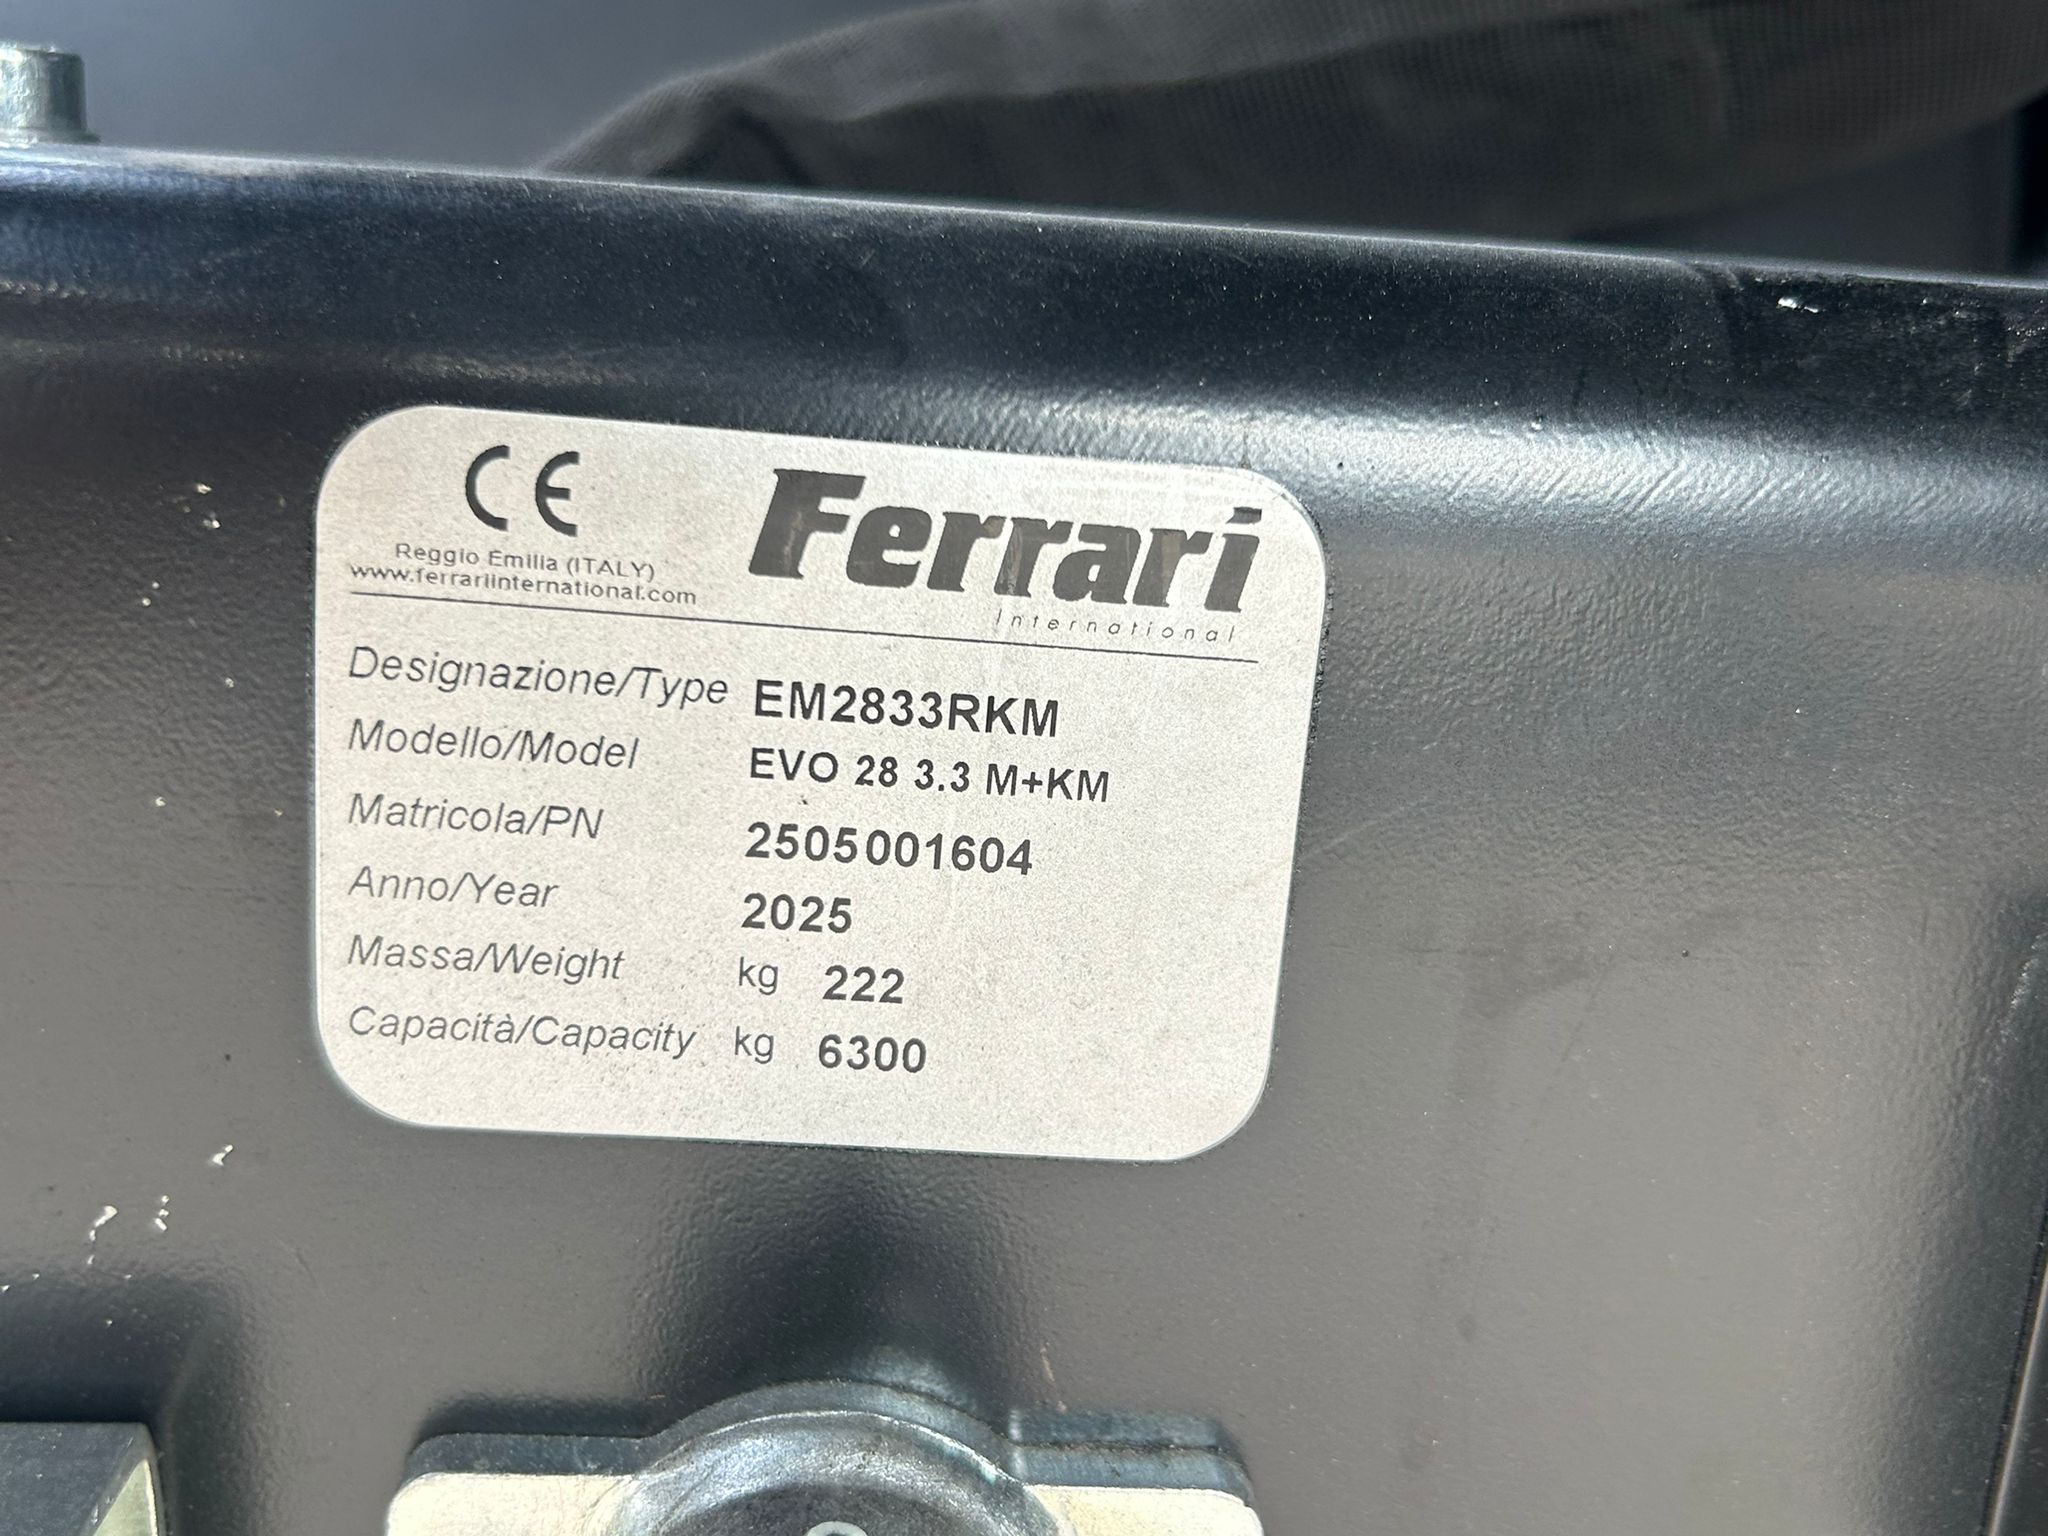 CE
Ferrari
International
Reggio Emilia (ITALY)
www.ferrariinternational.com
Designazione/Type EM2833RKM
Modello/Model EVO 28 3.3 M+KM
Matricola/PN 2505001604
Anno/Year 2025
Massa/Weight kg 222
Capacità/Capacity kg 6300